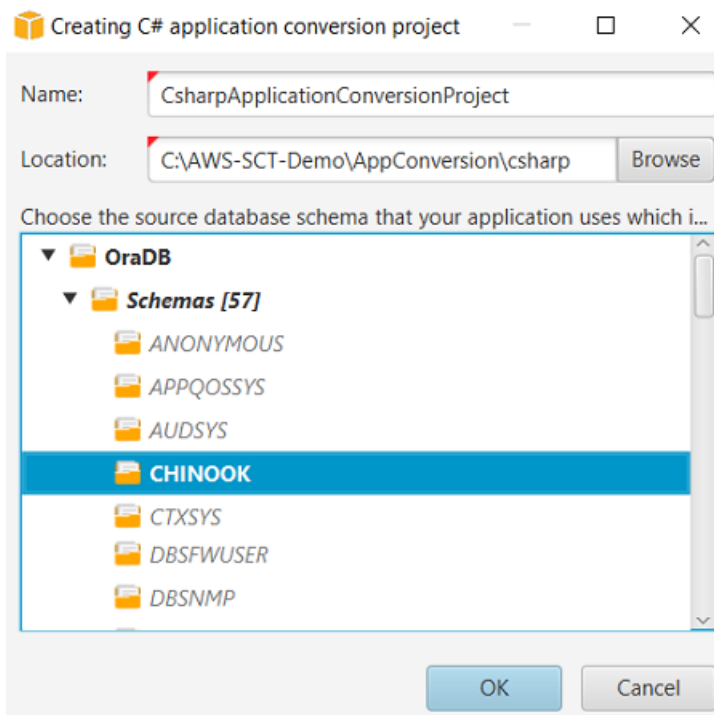 Creating C# application conversion project
Name: CsharpApplicationConversionProject
Location: C:\AWS-SCT-Demo\AppConversion\csharp Browse
Choose the source database schema that your application uses which i...
OraDB
Schemas [57]
ANONYMOUS
APPQOSSYS
AUDSYS
CHINOOK
CTXSYS
DBSFWUSER
DBSNMP
OK Cancel